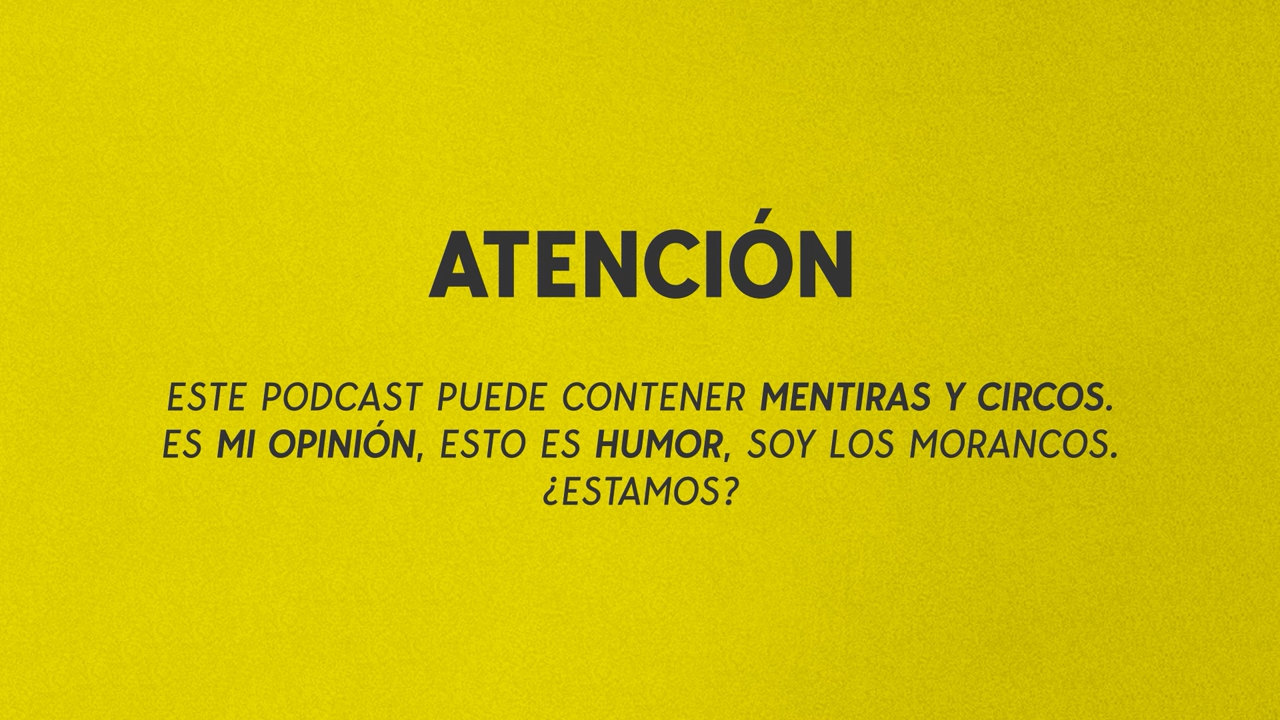 ATENCIÓN
ESTE PODCAST PUEDE CONTENER MENTIRAS Y CIRCOS.
ES MI OPINIÓN, ESTO ES HUMOR, SOY LOS MORANCOS.
¿ESTAMOS?